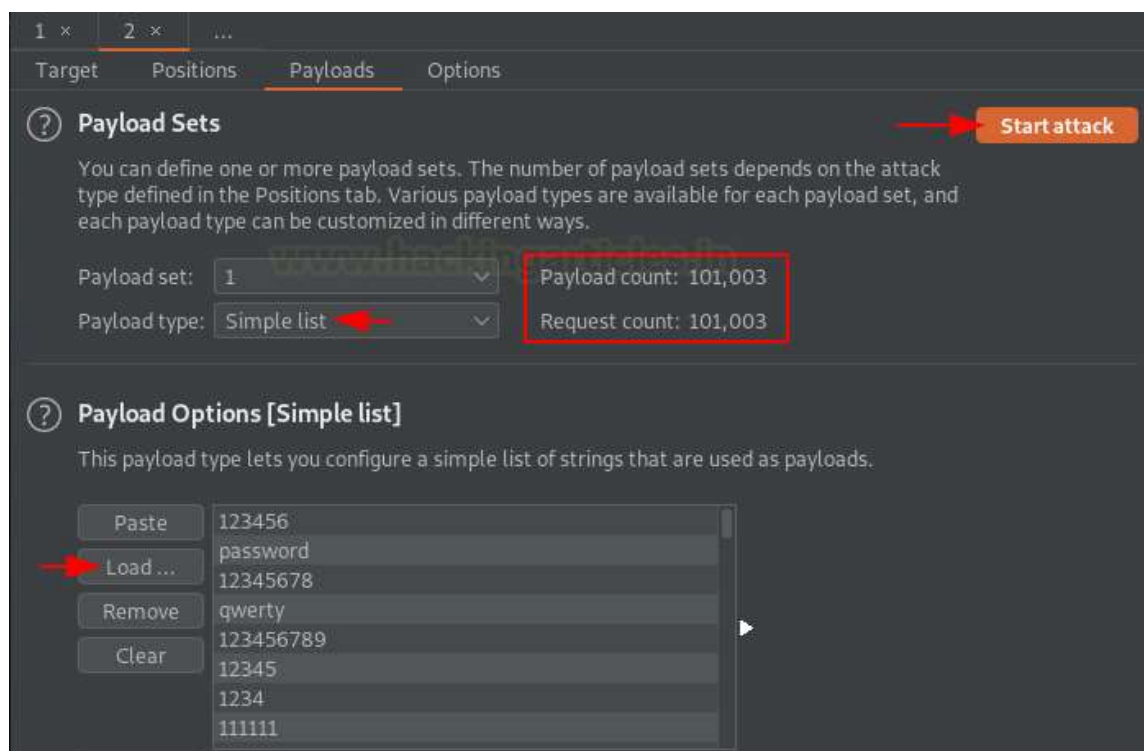 1 × 2 × ...
Target Positions Payloads Options
? Payload Sets
Start attack
You can define one or more payload sets. The number of payload sets depends on the attack
type defined in the Positions tab. Various payload types are available for each payload set, and
each payload type can be customized in different ways.
www.hackingarticles.in
Payload set: 1 Payload count: 101,003
Payload type: Simple list Request count: 101,003
? Payload Options [Simple list]
This payload type lets you configure a simple list of strings that are used as payloads.
Paste
Load ...
Remove
Clear
123456
password
12345678
qwerty
123456789
12345
1234
111111